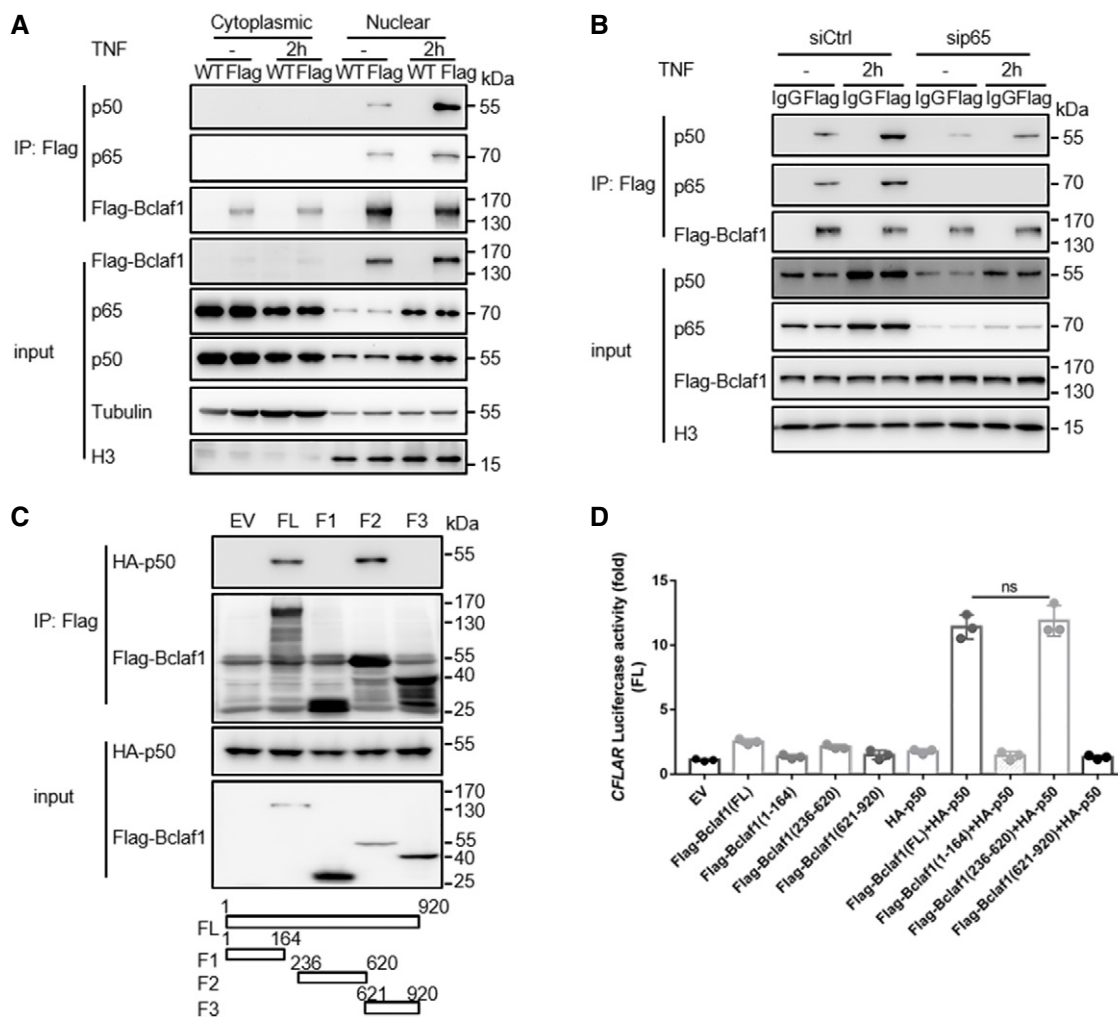 A
Cytoplasmic Nuclear
TNF - 2h - 2h
WT Flag WT Flag WT Flag WT Flag kDa
IP: Flag
p50 55
p65 70
Flag-Bclaf1 170
130
input
Flag-Bclaf1 170
130
p65 70
p50 55
Tubulin 55
H3 15
B
siCtrl sip65
TNF - 2h - 2h
IgG Flag IgG Flag IgG Flag IgG Flag kDa
IP: Flag
p50 55
p65 70
Flag-Bclaf1 170
130
input
p50 55
p65 70
Flag-Bclaf1 170
130
H3 15
C
EV FL F1 F2 F3 kDa
IP: Flag
HA-p50 55
Flag-Bclaf1 170
130
55
40
25
input
HA-p50 55
Flag-Bclaf1 170
130
55
40
25
1 920
FL
1 164
F1
236 620
F2
621 920
F3
D
CFLAR Lucifercase activity (fold)
(FL)
15
10
5
0
ns
EV
Flag-Bclaf1(FL)
Flag-Bclaf1(1-164)
Flag-Bclaf1(236-620)
Flag-Bclaf1(621-920)
HA-p50
Flag-Bclaf1(FL)+HA-p50
Flag-Bclaf1(1-164)+HA-p50
Flag-Bclaf1(236-620)+HA-p50
Flag-Bclaf1(621-920)+HA-p50